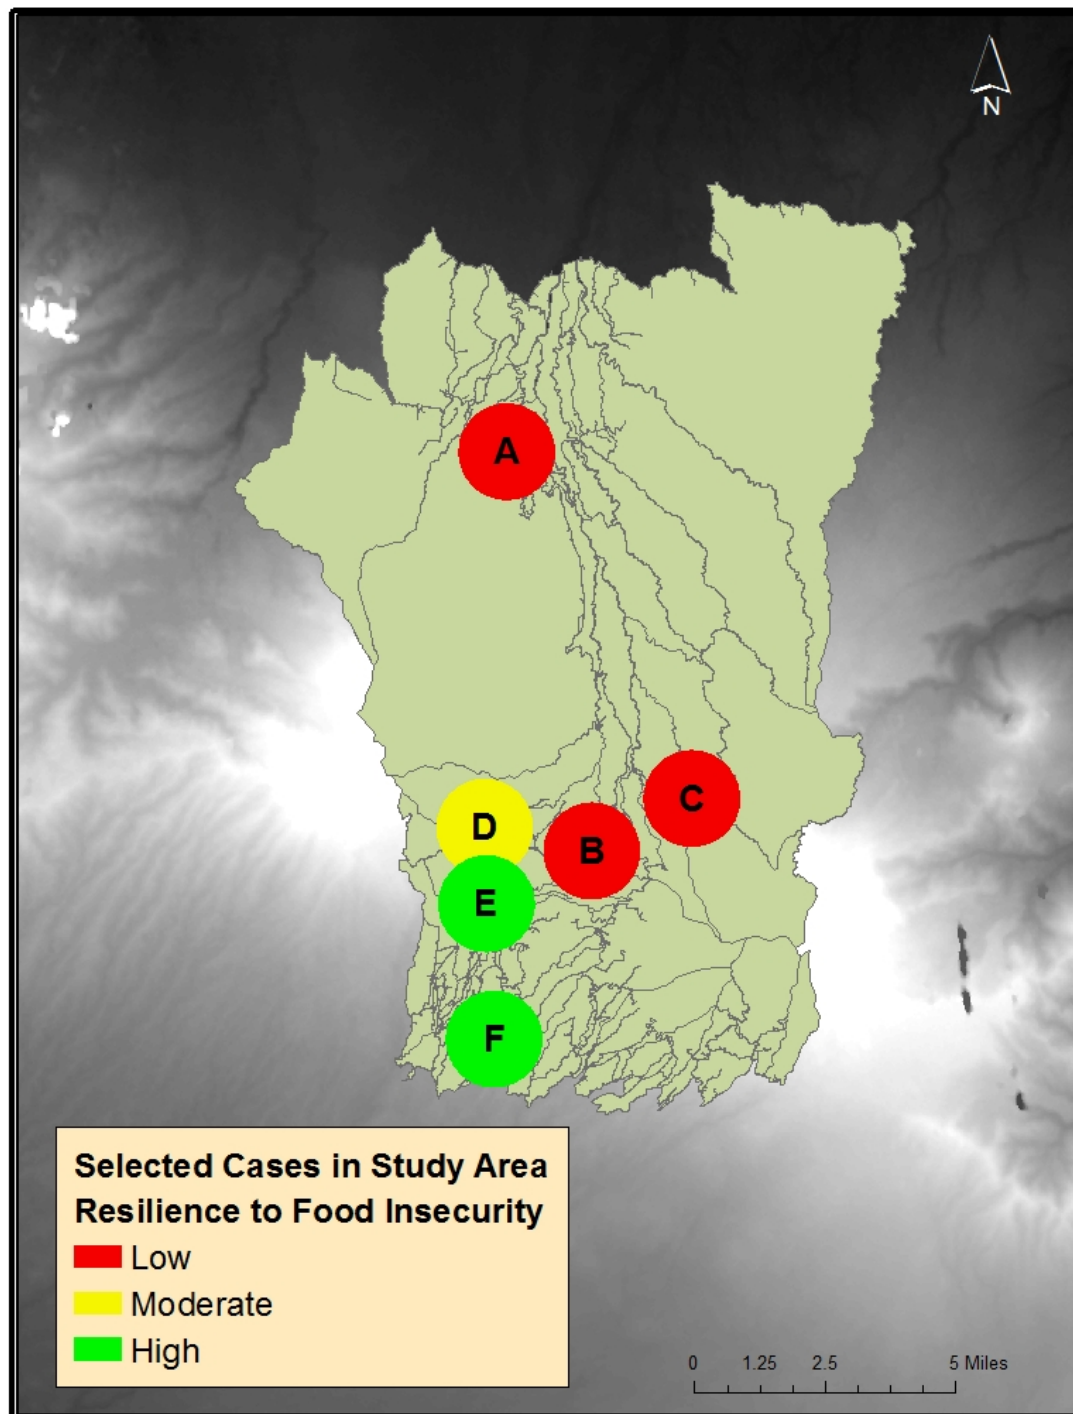 N
A
C
D
B
E
F
Selected Cases in Study Area
Resilience to Food Insecurity
Low
Moderate
High
0 1.25 2.5 5 Miles